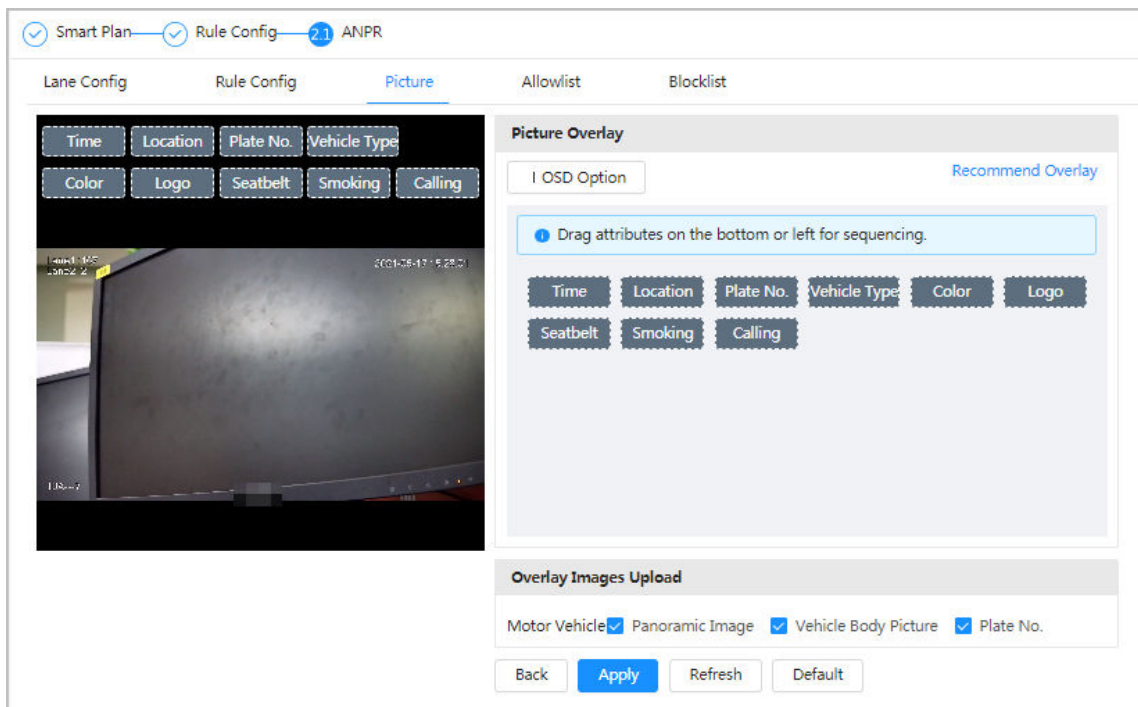 Smart Plan Rule Config 2.1 ANPR
Lane Config Rule Config Picture Allowlist Blocklist
Time Location Plate No. Vehicle Type
Color Logo Seatbelt Smoking Calling
Picture Overlay
I OSD Option Recommend Overlay
Drag attributes on the bottom or left for sequencing.
Time Location Plate No. Vehicle Type Color Logo
Seatbelt Smoking Calling
Overlay Images Upload
Motor Vehicle Panoramic Image Vehicle Body Picture Plate No.
Back Apply Refresh Default